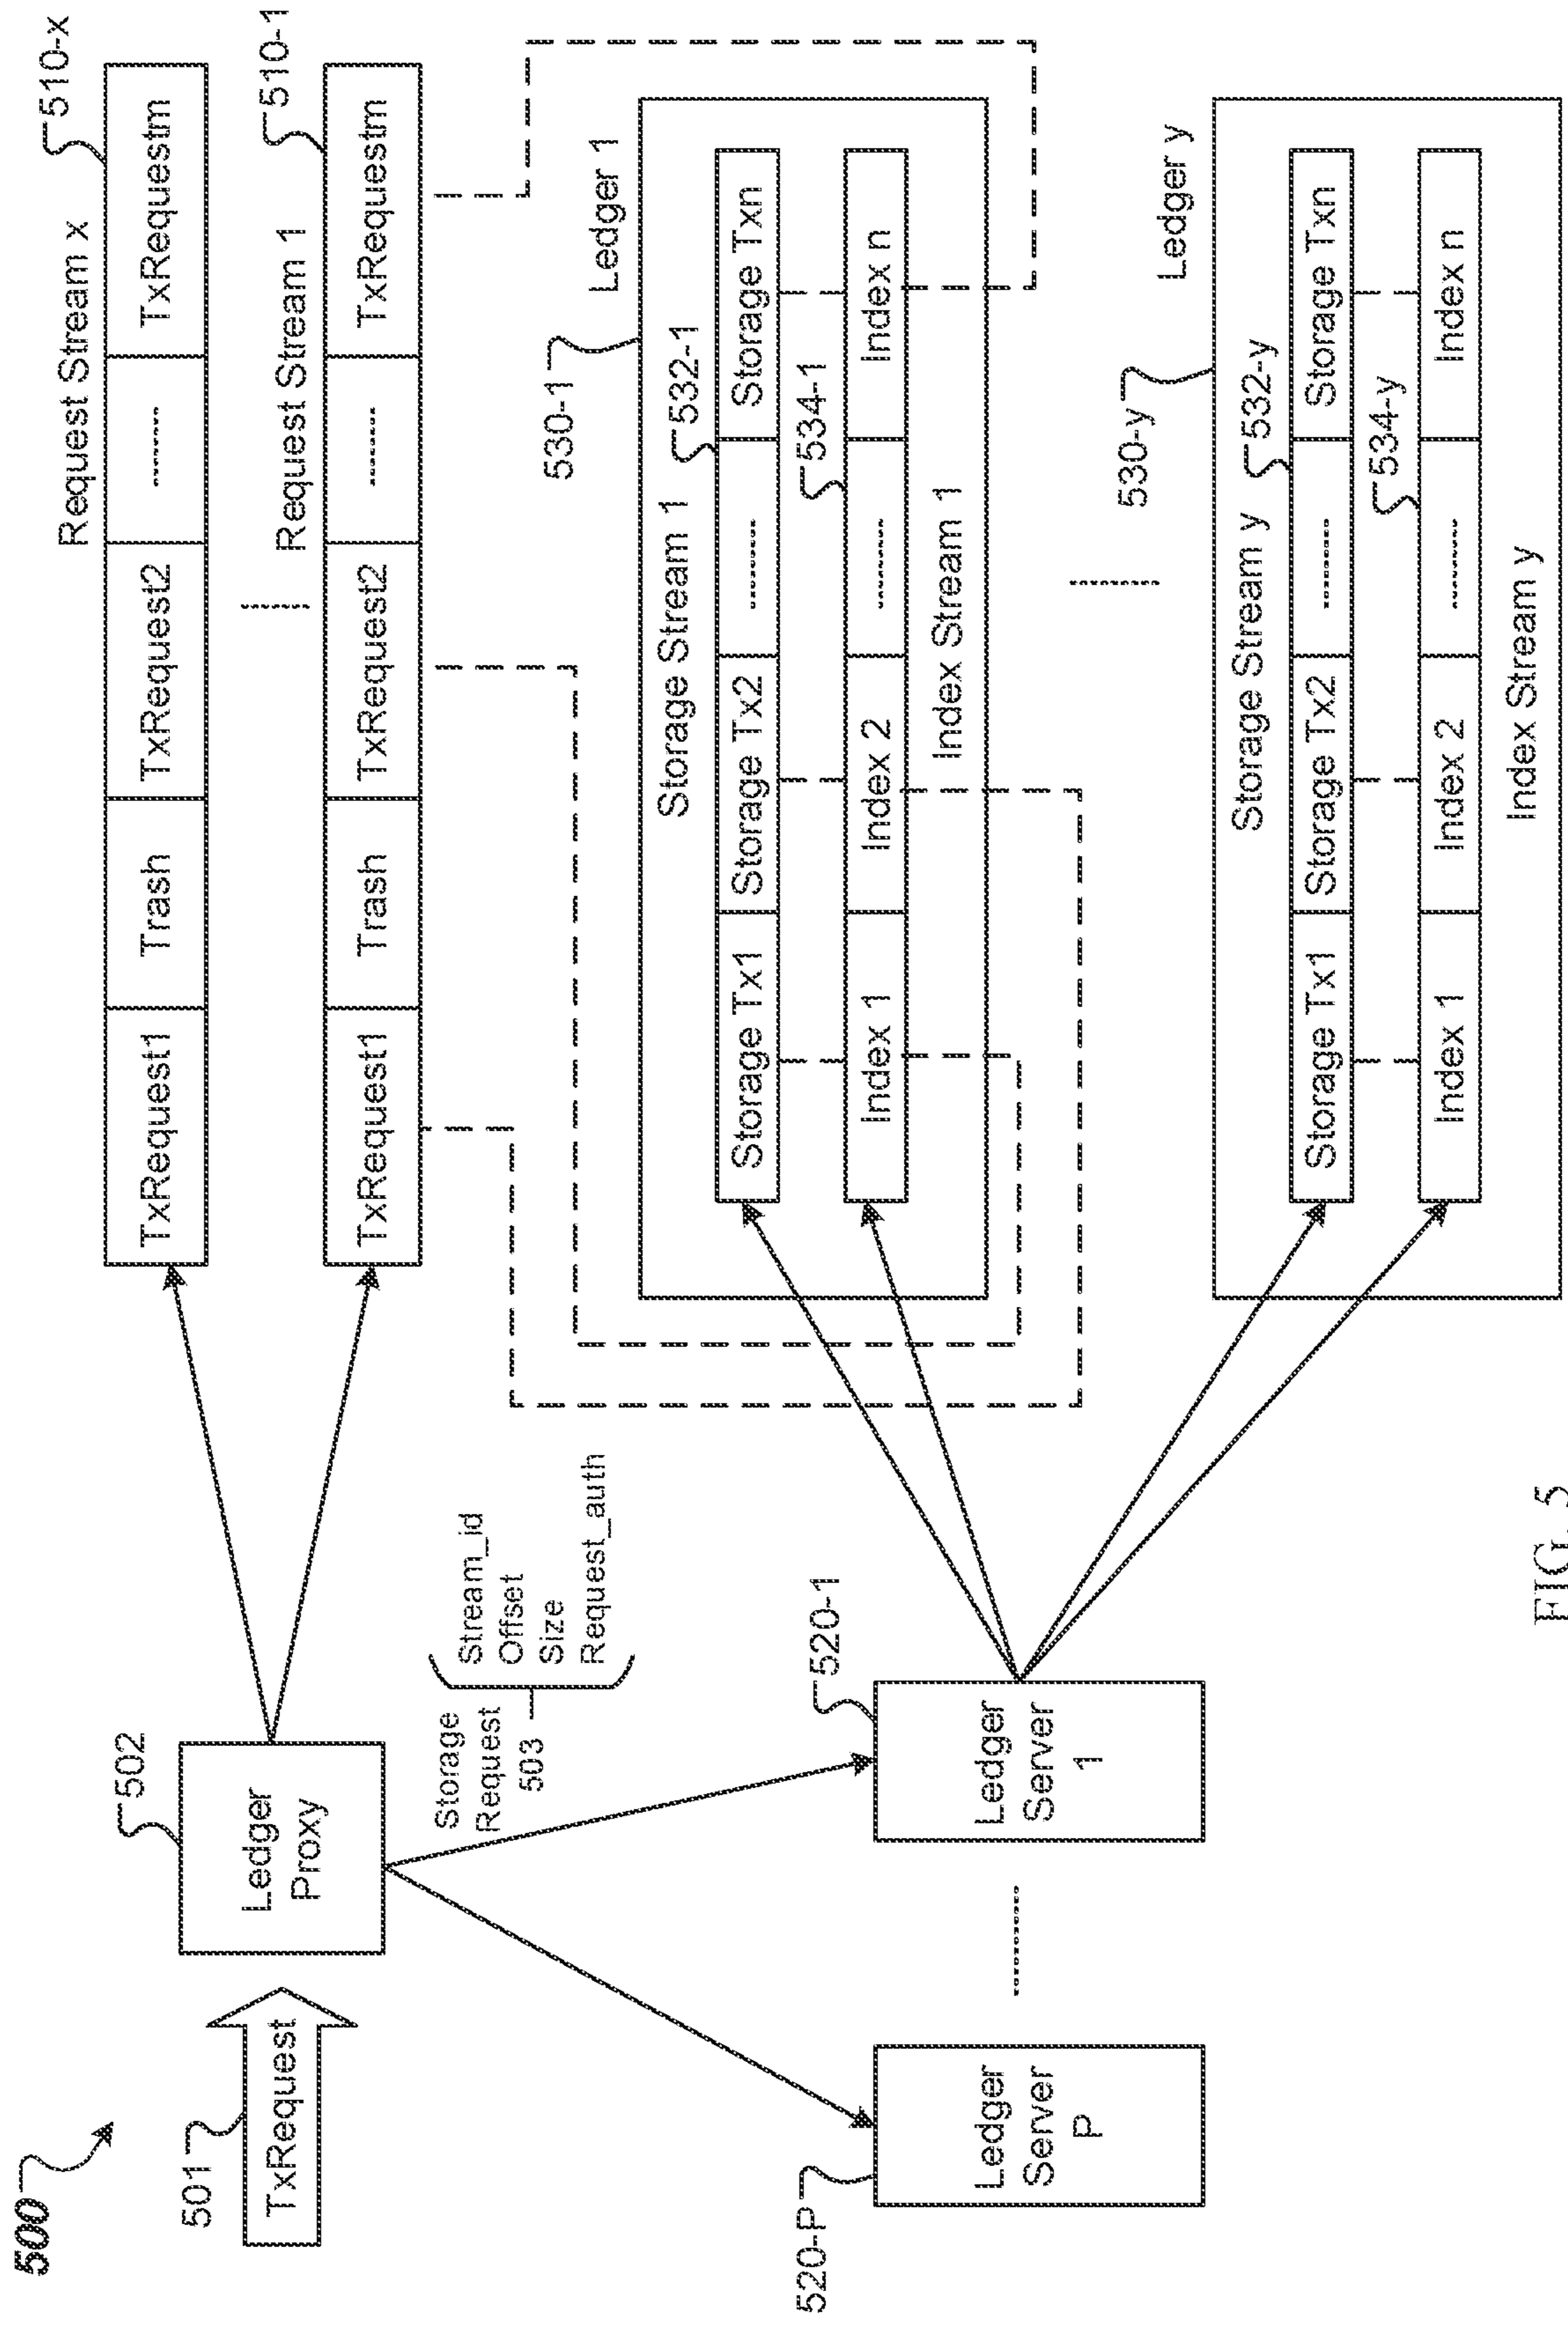 500
501
TxRequest
502
Ledger
Proxy
Request Stream x
510-x
TxRequest1
Trash
TxRequest2
........
TxRequestm
Request Stream 1
510-1
TxRequest1
Trash
TxRequest2
........
TxRequestm
Storage
Request
503
Stream_id
Offset
Size
Request_auth
530-1
Ledger 1
Storage Stream 1
532-1
Storage Tx1
Storage Tx2
.........
Storage Txn
534-1
Index 1
Index 2
.........
Index n
Index Stream 1
520-P
Ledger
Server
P
520-1
Ledger
Server
1
530-y
Ledger y
Storage Stream y
532-y
Storage Tx1
Storage Tx2
.........
Storage Txn
534-y
Index 1
Index 2
.........
Index n
Index Stream y
FIG. 5